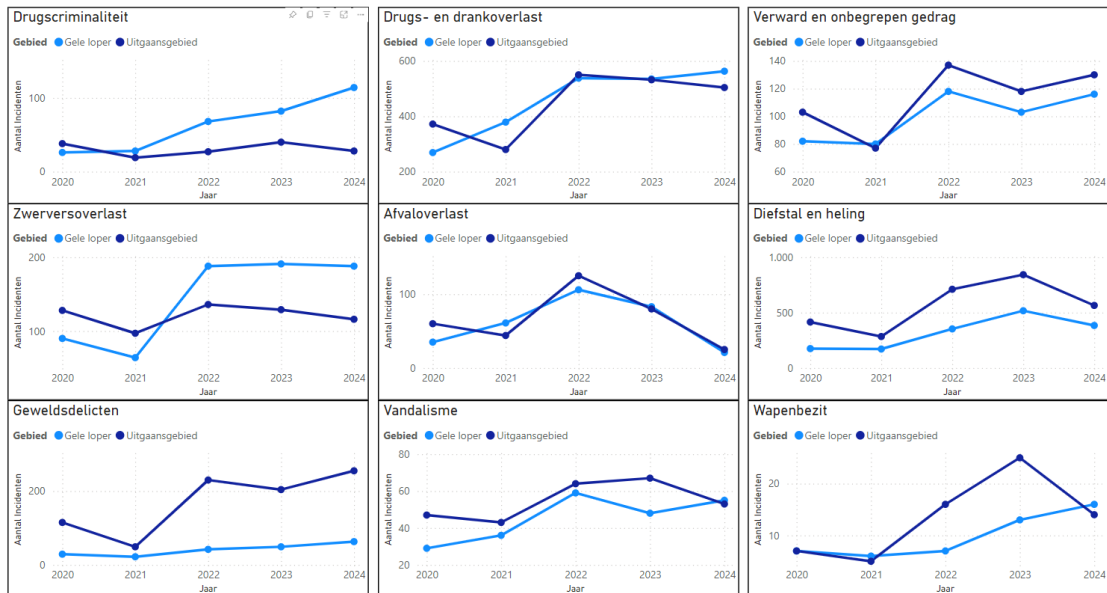 Drugscriminaliteit
Gebied Gele loper Uitgaansgebied
Aantal Incidenten
100
0
2020 2021 2022 2023 2024
Jaar
Drugs- en drankoverlast
Gebied Gele loper Uitgaansgebied
Aantal Incidenten
600
400
200
2020 2021 2022 2023 2024
Jaar
Verward en onbegrepen gedrag
Gebied Gele loper Uitgaansgebied
Aantal Incidenten
140
120
100
80
60
2020 2021 2022 2023 2024
Jaar
Zwerversoverlast
Gebied Gele loper Uitgaansgebied
Aantal Incidenten
200
100
2020 2021 2022 2023 2024
Jaar
Afvaloverlast
Gebied Gele loper Uitgaansgebied
Aantal Incidenten
100
0
2020 2021 2022 2023 2024
Jaar
Diefstal en heling
Gebied Gele loper Uitgaansgebied
Aantal Incidenten
1.000
500
0
2020 2021 2022 2023 2024
Jaar
Geweldsdelicten
Gebied Gele loper Uitgaansgebied
Aantal Incidenten
200
0
2020 2021 2022 2023 2024
Jaar
Vandalisme
Gebied Gele loper Uitgaansgebied
Aantal Incidenten
80
60
40
20
2020 2021 2022 2023 2024
Jaar
Wapenbezit
Gebied Gele loper Uitgaansgebied
Aantal Incidenten
20
10
2020 2021 2022 2023 2024
Jaar